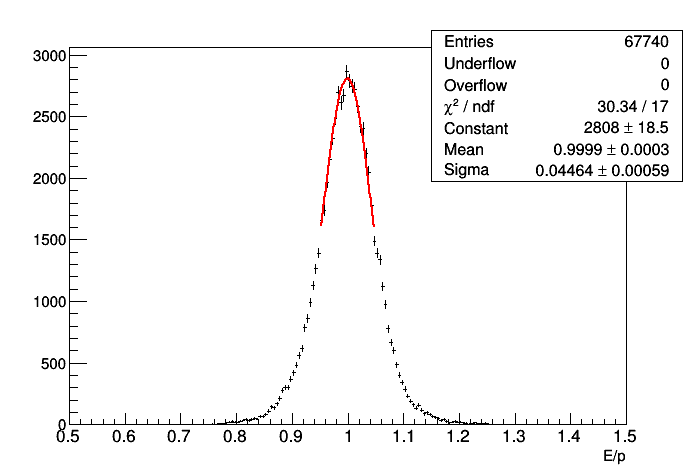 Entries 67740
Underflow 0
Overflow 0
χ² / ndf 30.34 / 17
Constant 2808 ± 18.5
Mean 0.9999 ± 0.0003
Sigma 0.04464 ± 0.00059
3000
2500
2000
1500
1000
500
0
0.5 0.6 0.7 0.8 0.9 1 1.1 1.2 1.3 1.4 1.5
E/p